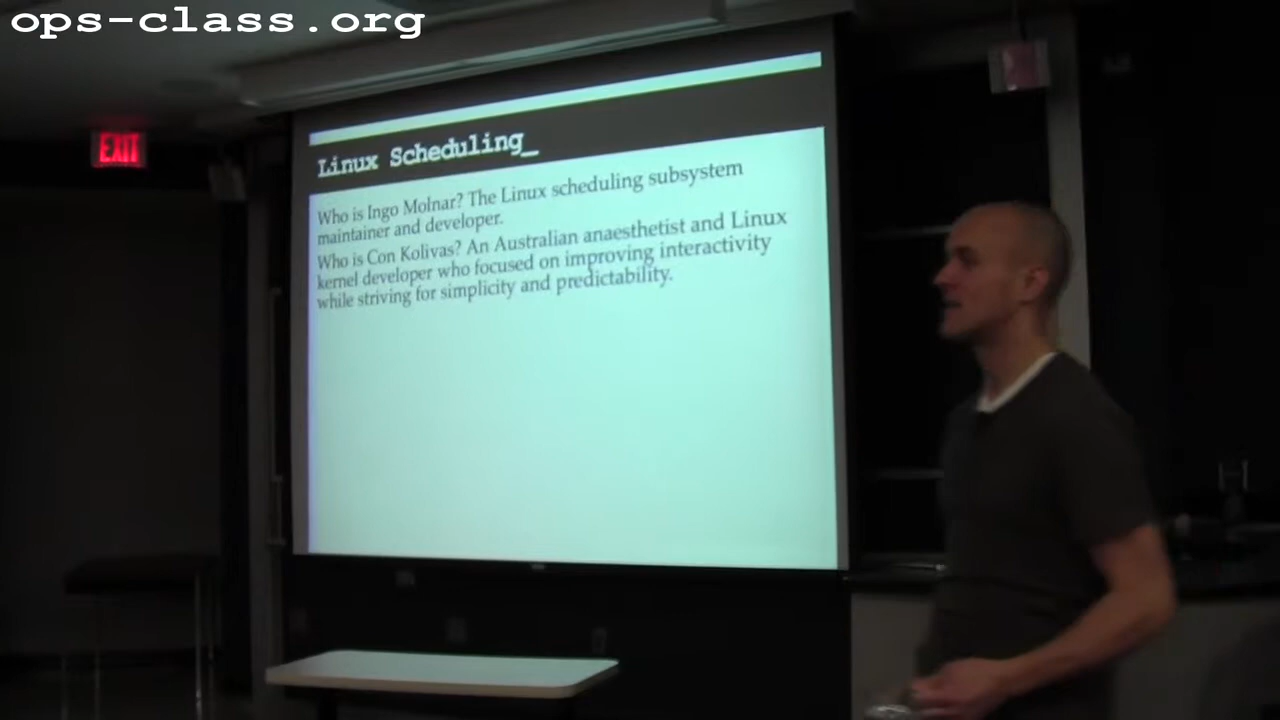 ops-class.org
EXIT
Linux Scheduling_
Who is Ingo Molnar? The Linux scheduling subsystem
maintainer and developer.
Who is Con Kolivas? An Australian anaesthetist and Linux
kernel developer who focused on improving interactivity
while striving for simplicity and predictability.